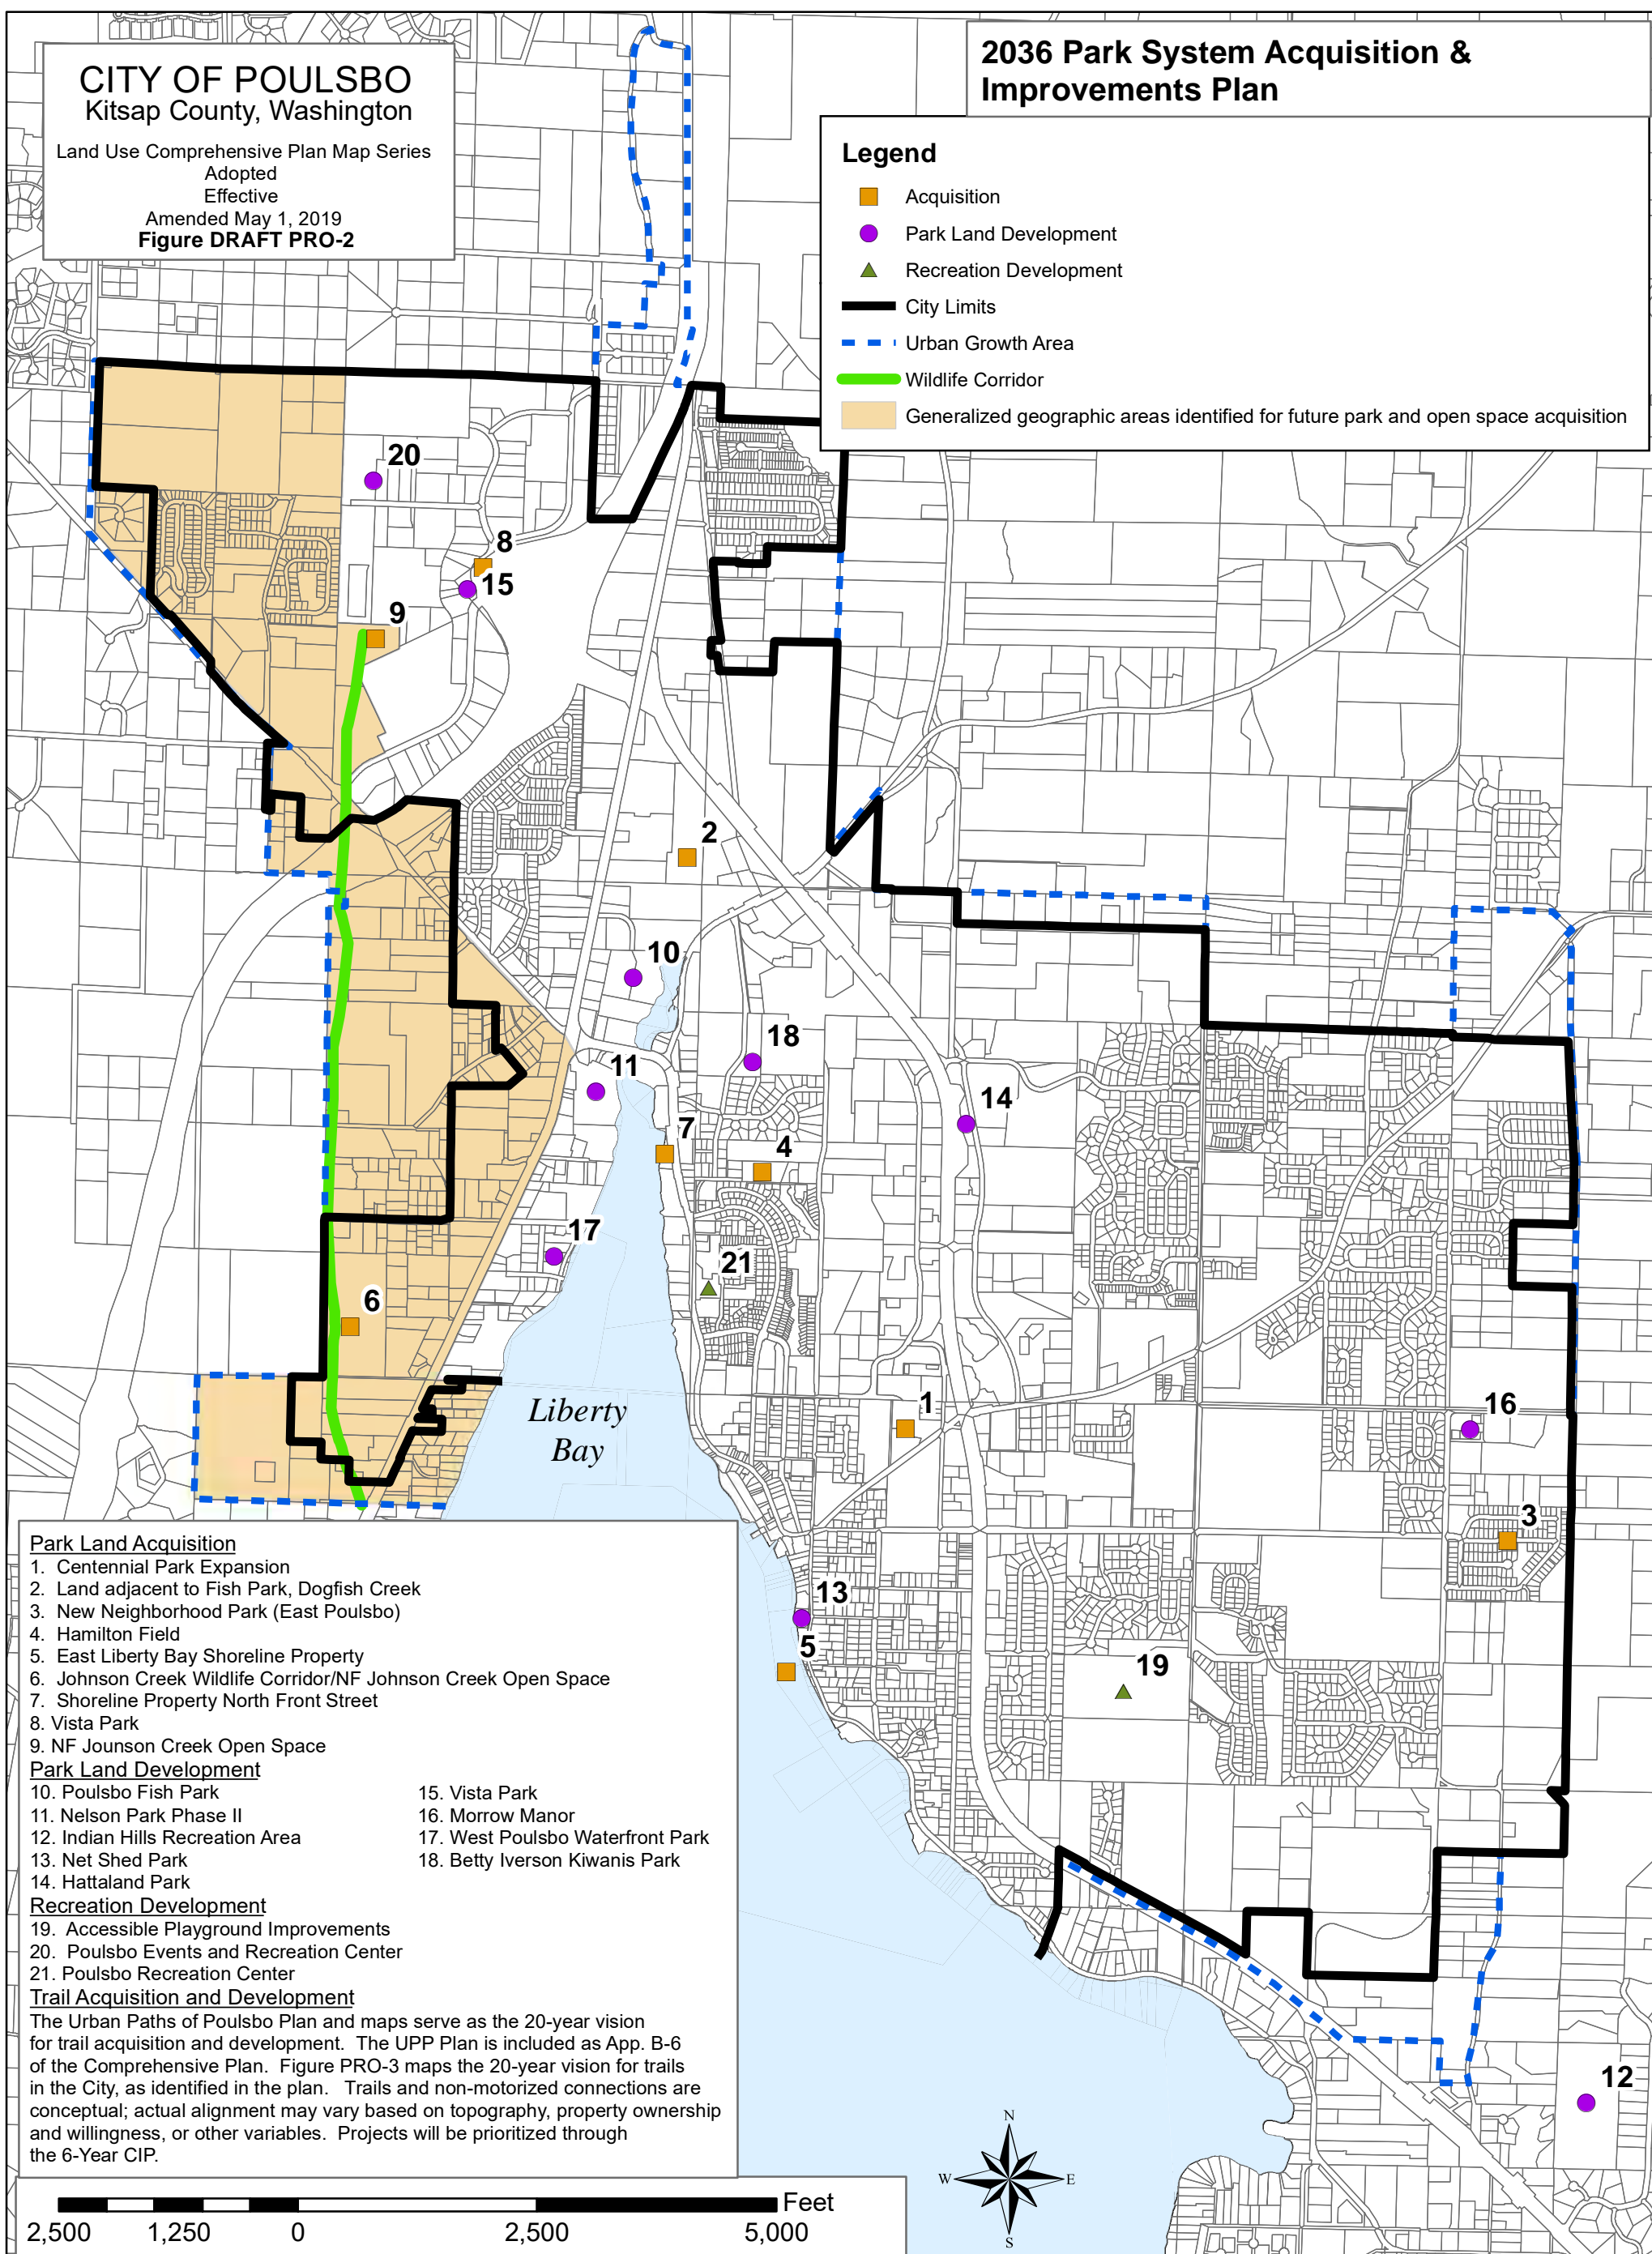 CITY OF POULSBO
Kitsap County, Washington
Land Use Comprehensive Plan Map Series
Adopted
Effective
Amended May 1, 2019
Figure DRAFT PRO-2
2036 Park System Acquisition &
Improvements Plan
Legend
Acquisition
Park Land Development
Recreation Development
City Limits
Urban Growth Area
Wildlife Corridor
Generalized geographic areas identified for future park and open space acquisition
20
8
15
9
2
10
18
11
14
7
4
17
21
6
1
16
Liberty
Bay
3
13
5
19
12
Park Land Acquisition
1. Centennial Park Expansion
2. Land adjacent to Fish Park, Dogfish Creek
3. New Neighborhood Park (East Poulsbo)
4. Hamilton Field
5. East Liberty Bay Shoreline Property
6. Johnson Creek Wildlife Corridor/NF Johnson Creek Open Space
7. Shoreline Property North Front Street
8. Vista Park
9. NF Jounson Creek Open Space
Park Land Development
10. Poulsbo Fish Park
11. Nelson Park Phase II
12. Indian Hills Recreation Area
13. Net Shed Park
14. Hattaland Park
15. Vista Park
16. Morrow Manor
17. West Poulsbo Waterfront Park
18. Betty Iverson Kiwanis Park
Recreation Development
19. Accessible Playground Improvements
20. Poulsbo Events and Recreation Center
21. Poulsbo Recreation Center
Trail Acquisition and Development
The Urban Paths of Poulsbo Plan and maps serve as the 20-year vision
for trail acquisition and development. The UPP Plan is included as App. B-6
of the Comprehensive Plan. Figure PRO-3 maps the 20-year vision for trails
in the City, as identified in the plan. Trails and non-motorized connections are
conceptual; actual alignment may vary based on topography, property ownership
and willingness, or other variables. Projects will be prioritized through
the 6-Year CIP.
N
W E
S
Feet
2,500 1,250 0 2,500 5,000